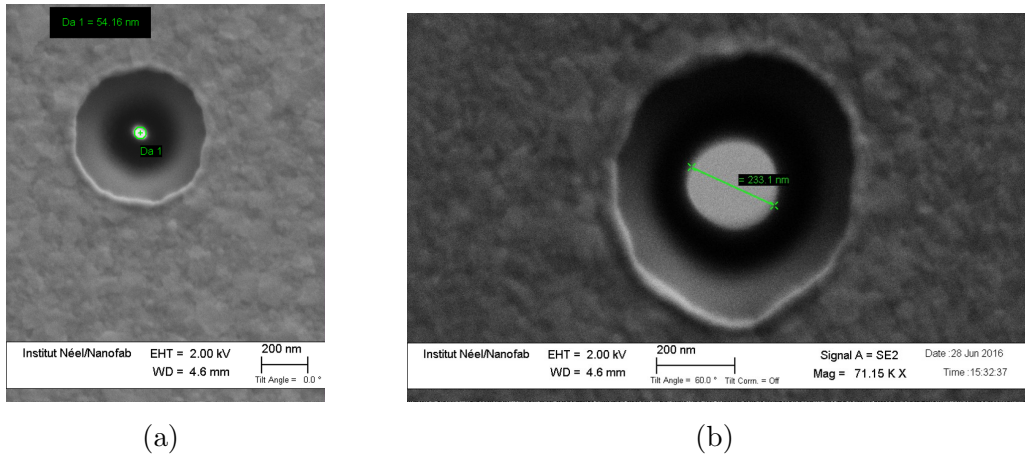 Da 1 = 54.16 nm
Da 1
Institut Néel/Nanofab
EHT = 2.00 kV
WD = 4.6 mm
200 nm
Tilt Angle = 0.0 °
(a)
= 233.1 nm
Institut Néel/Nanofab
EHT = 2.00 kV
WD = 4.6 mm
200 nm
Tilt Angle = 60.0 ° Tilt Corrn. = Off
Signal A = SE2
Mag = 71.15 K X
Date :28 Jun 2016
Time :15:32:37
(b)